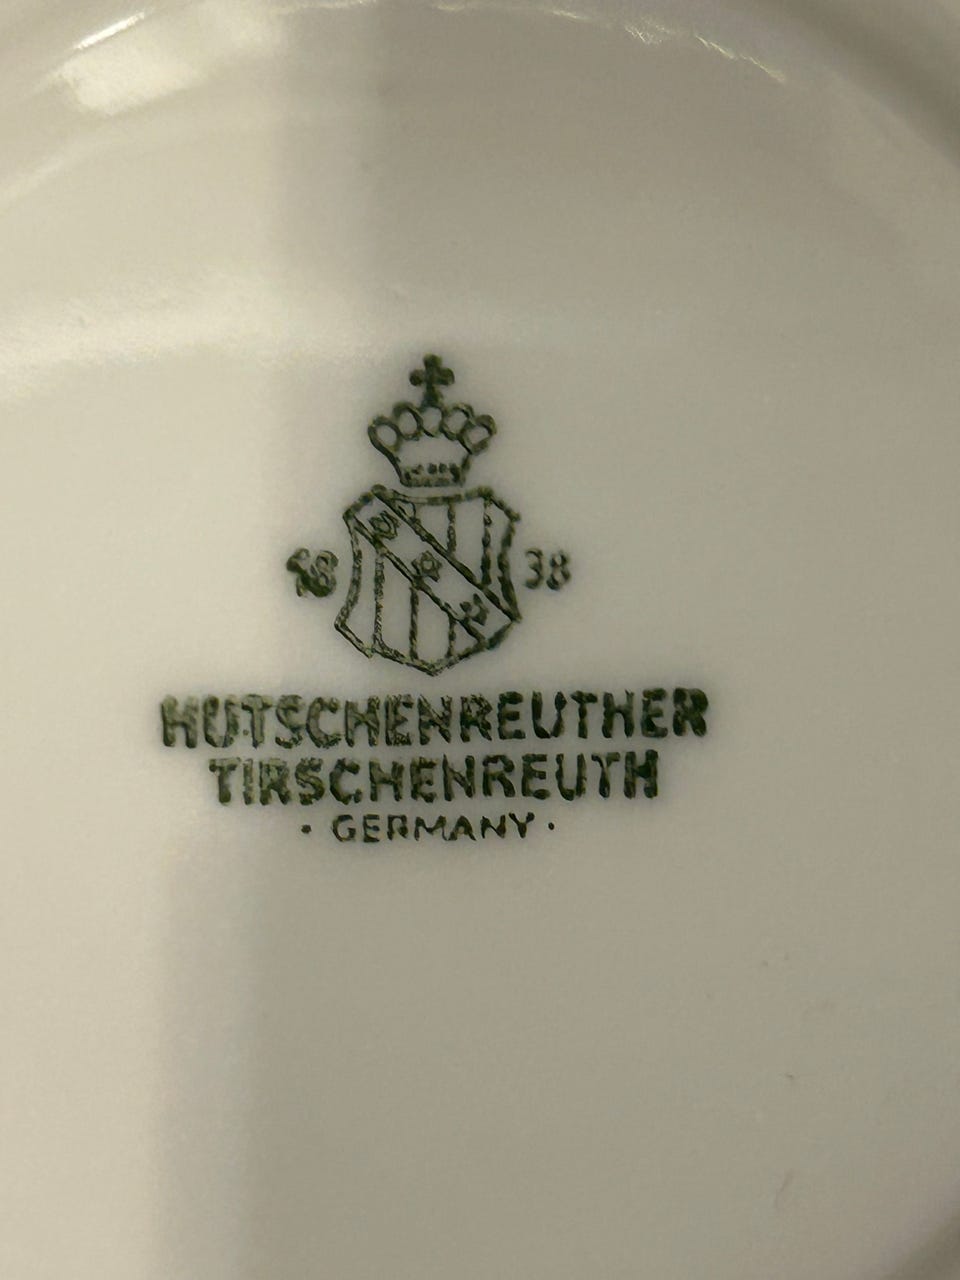 18 38
HUTSCHENREUTHER
TIRSCHENREUTH
· GERMANY ·